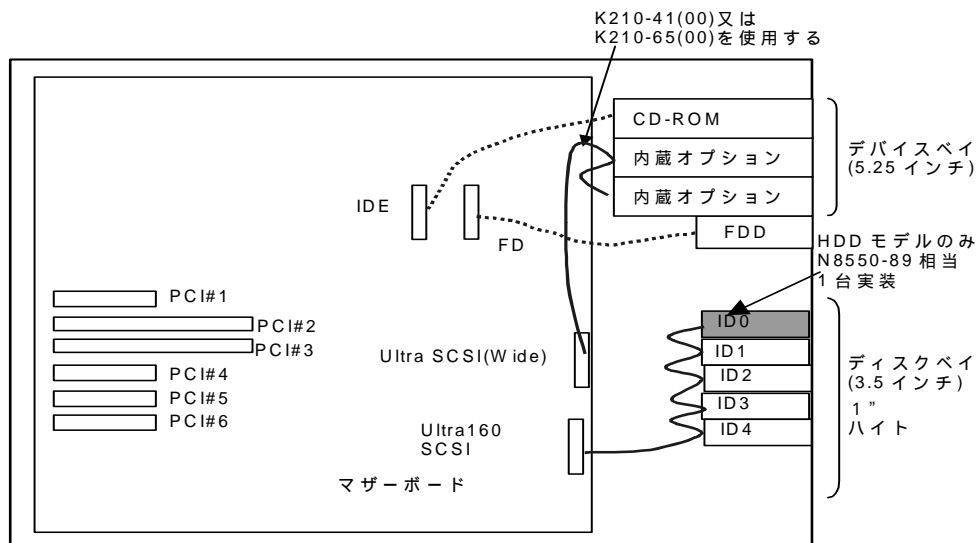 K210-41(00)又は
K210-65(00)を使用する
CD-ROM
内蔵オプション
内蔵オプション
デバイスベイ
(5.25インチ)
IDE
FD
FDD
HDDモデルのみ
N8550-89相当
1台実装
PCI#1
PCI#2
PCI#3
PCI#4
PCI#5
PCI#6
Ultra SCSI(Wide)
Ultra160
SCSI
ID0
ID1
ID2
ID3
ID4
ディスクベイ
(3.5インチ)
1”
ハイト
マザーボード